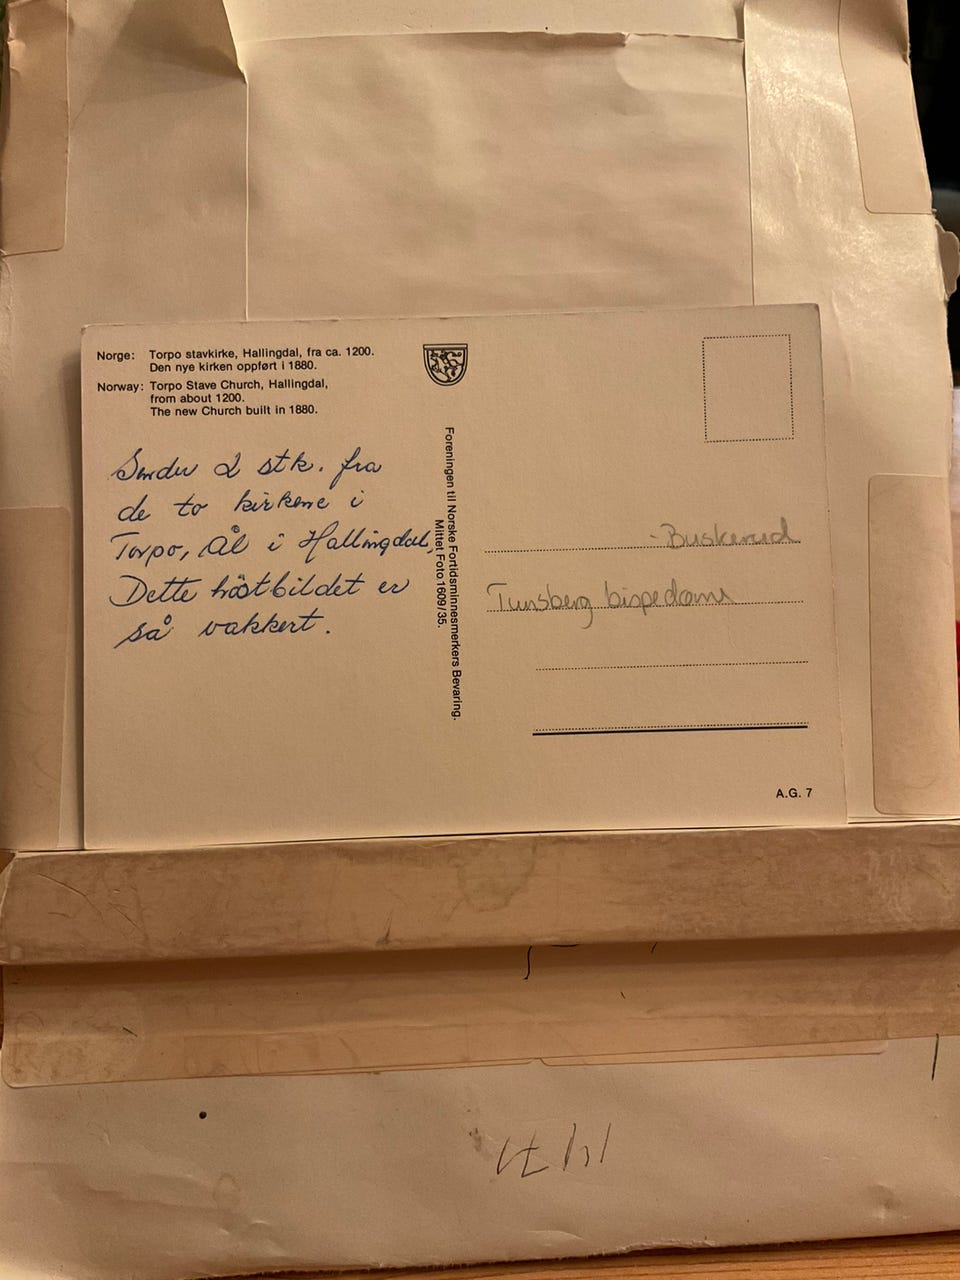 Norge: Torpo stavkirke, Hallingdal, fra ca. 1200.
Den nye kirken oppført i 1880.
Norway: Torpo Stave Church, Hallingdal,
from about 1200.
The new Church built in 1880.
Sender 2 stk. fra
de to kirkene i
Torpo, Ål i Hallingdal,
Dette höstbildet er
så vakkert.
Foreningen til Norske Fortidsminnesmerkers Bevaring.
Mittet Foto 1609/35.
- Buskerud
Tunsberg bispedømme
A.G. 7